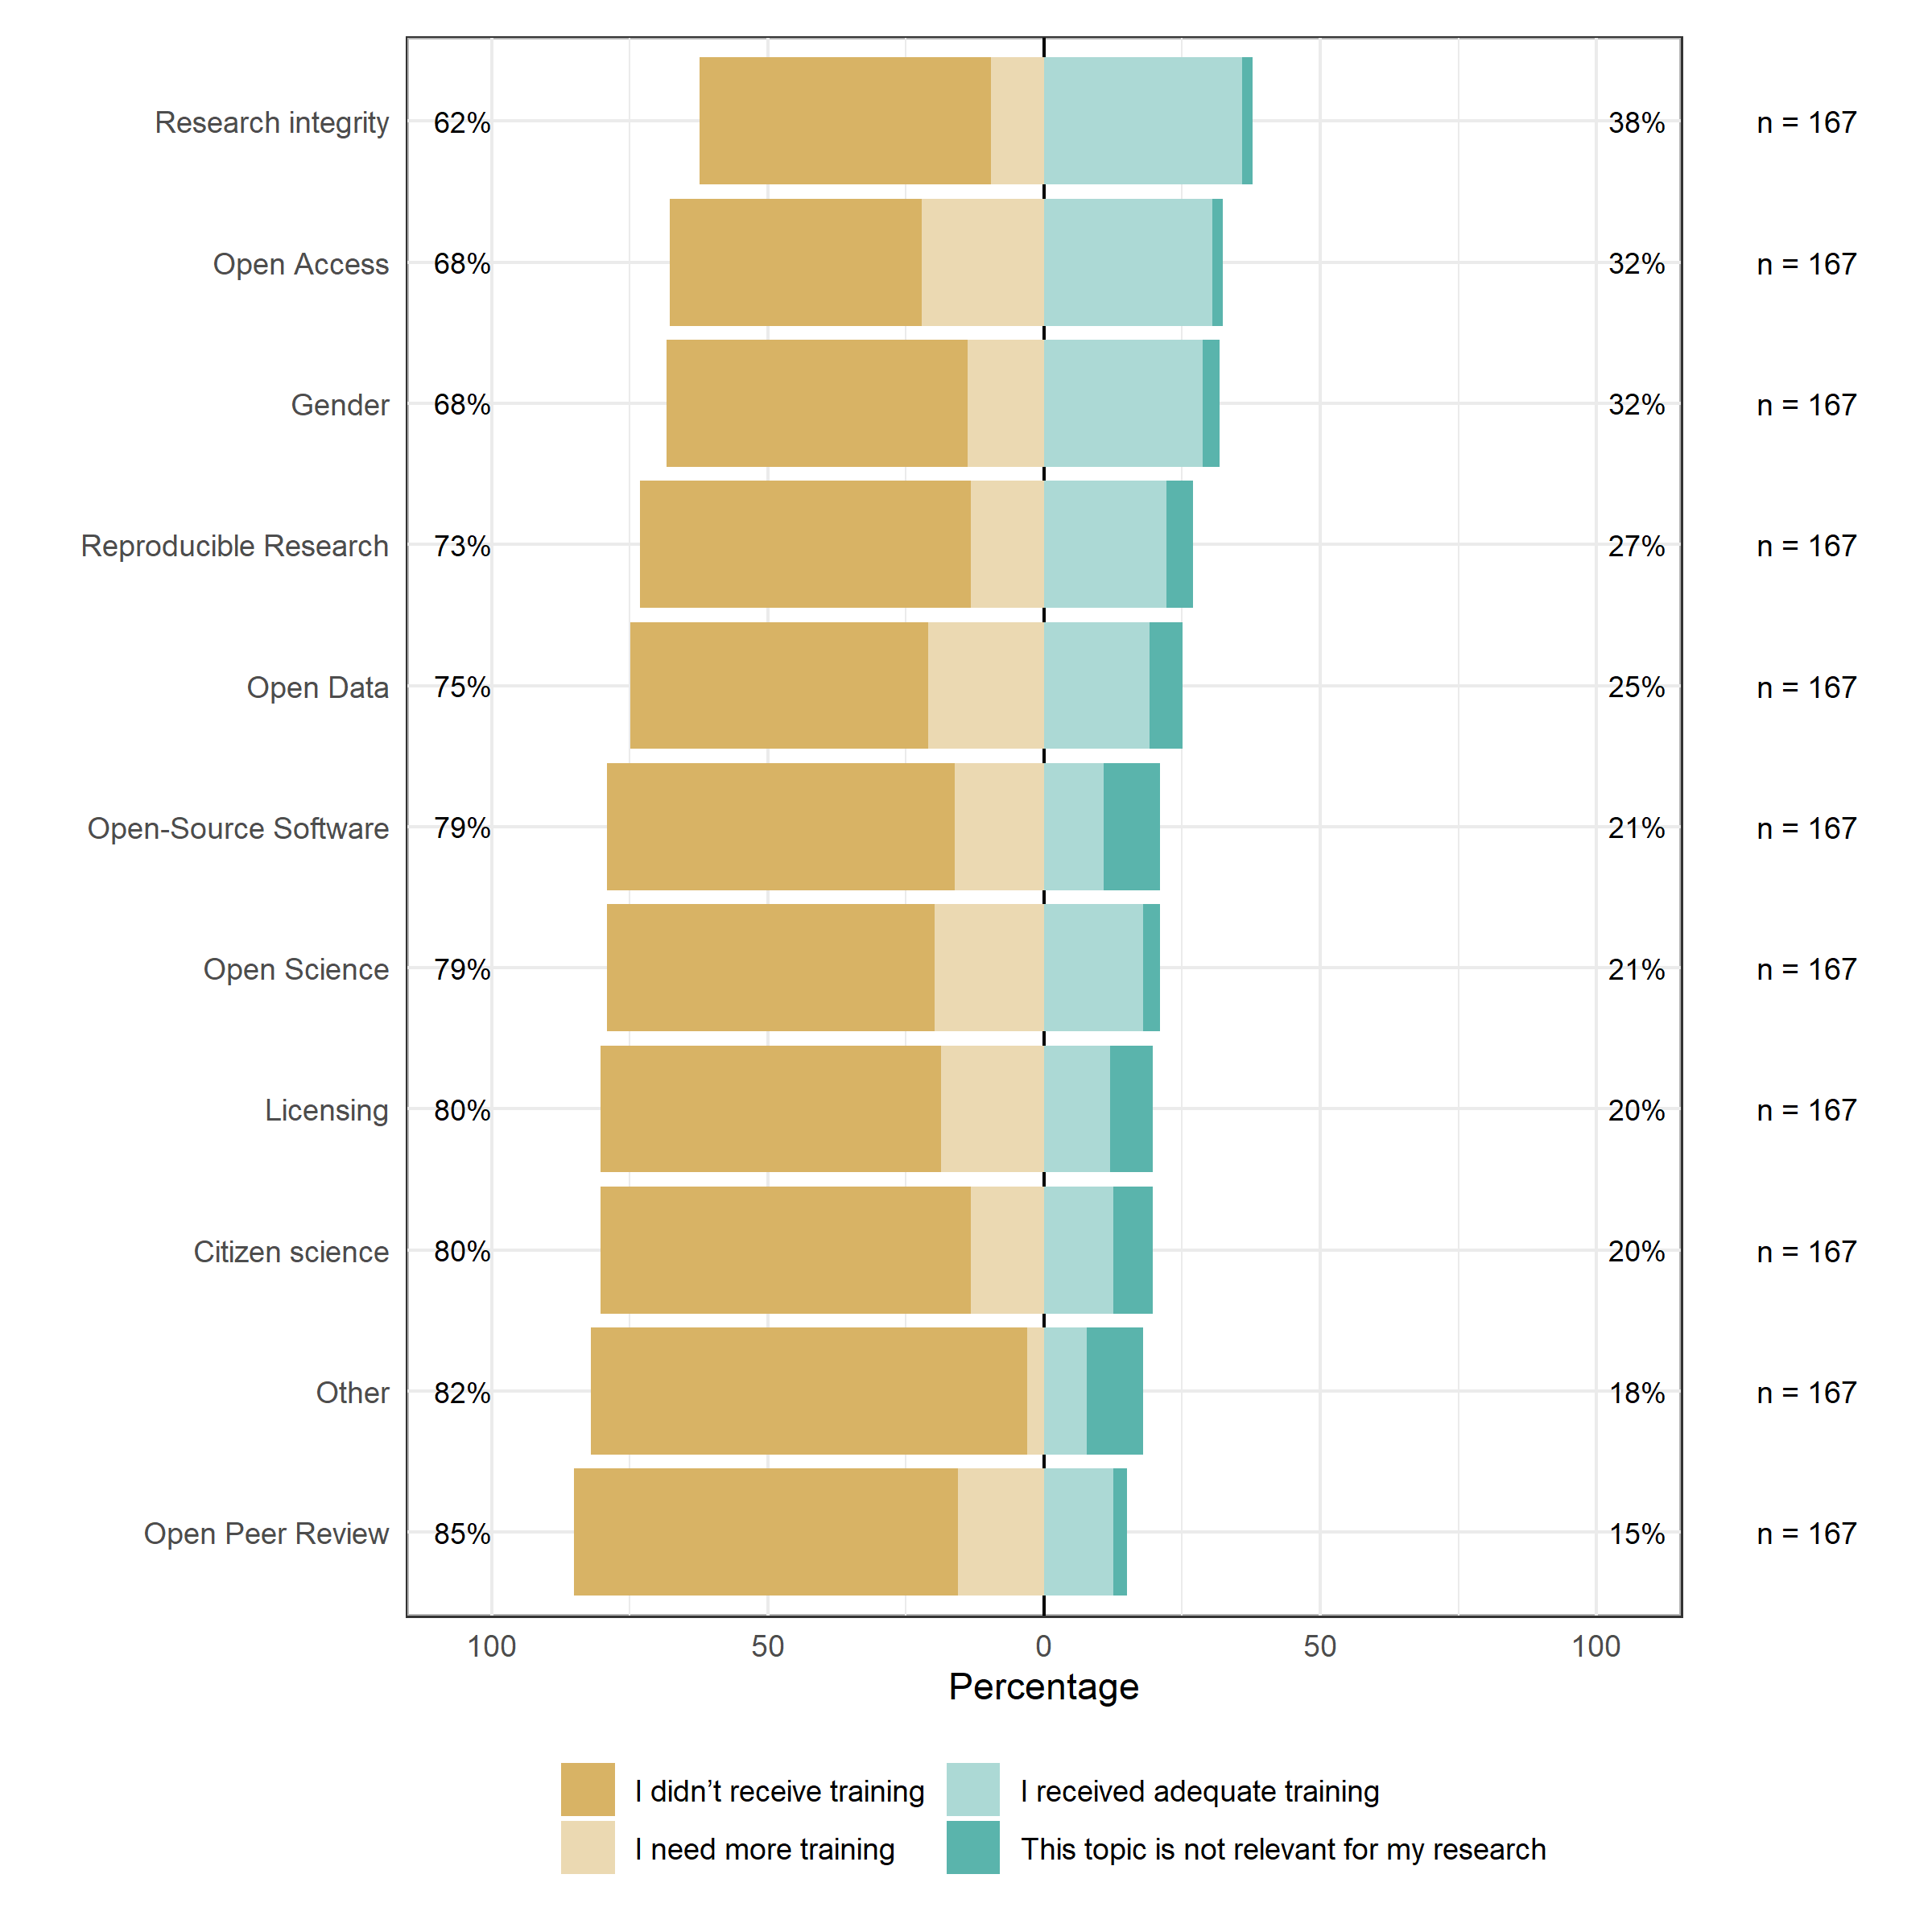 Research integrity 62% 38% n = 167
Open Access 68% 32% n = 167
Gender 68% 32% n = 167
Reproducible Research 73% 27% n = 167
Open Data 75% 25% n = 167
Open-Source Software 79% 21% n = 167
Open Science 79% 21% n = 167
Licensing 80% 20% n = 167
Citizen science 80% 20% n = 167
Other 82% 18% n = 167
Open Peer Review 85% 15% n = 167
100 50 0 50 100
Percentage
I didn’t receive training I received adequate training
I need more training This topic is not relevant for my research